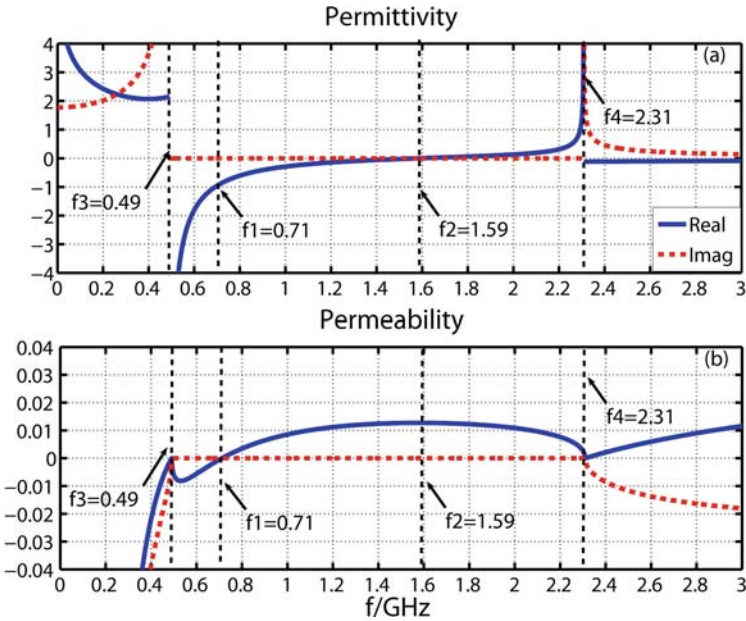 Permittivity
4
3
2
1
0
−1
−2
−3
−4
(a)
f4=2.31
f3=0.49
f1=0.71
f2=1.59
Real
Imag
0 0.2 0.4 0.6 0.8 1 1.2 1.4 1.6 1.8 2 2.2 2.4 2.6 2.8 3
Permeability
0.04
0.03
0.02
0.01
0
−0.01
−0.02
−0.03
−0.04
(b)
f4=2.31
f3=0.49
f1=0.71
f2=1.59
0 0.2 0.4 0.6 0.8 1 1.2 1.4 1.6 1.8 2 2.2 2.4 2.6 2.8 3
f/GHz